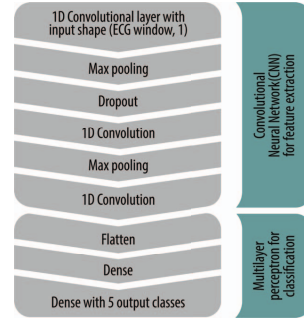 1D Convolutional layer with
input shape (ECG window, 1)
Max pooling
Dropout
1D Convolution
Max pooling
1D Convolution
Flatten
Dense
Dense with 5 output classes
Convolutional
Neural Network(CNN)
for feature extraction
Multilayer
perceptron for
classification